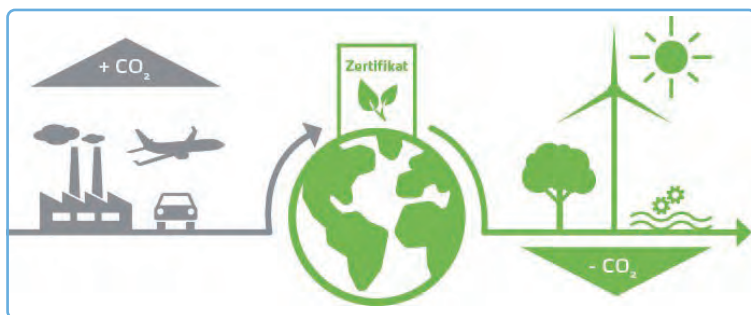 + CO₂
Zertifikat
- CO₂